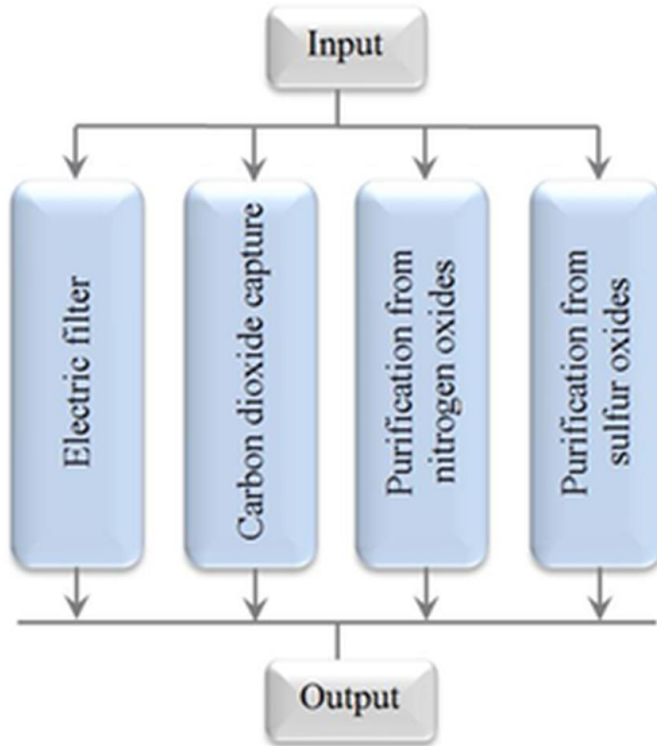 Input
Electric filter
Carbon dioxide capture
Purification from
nitrogen oxides
Purification from
sulfur oxides
Output